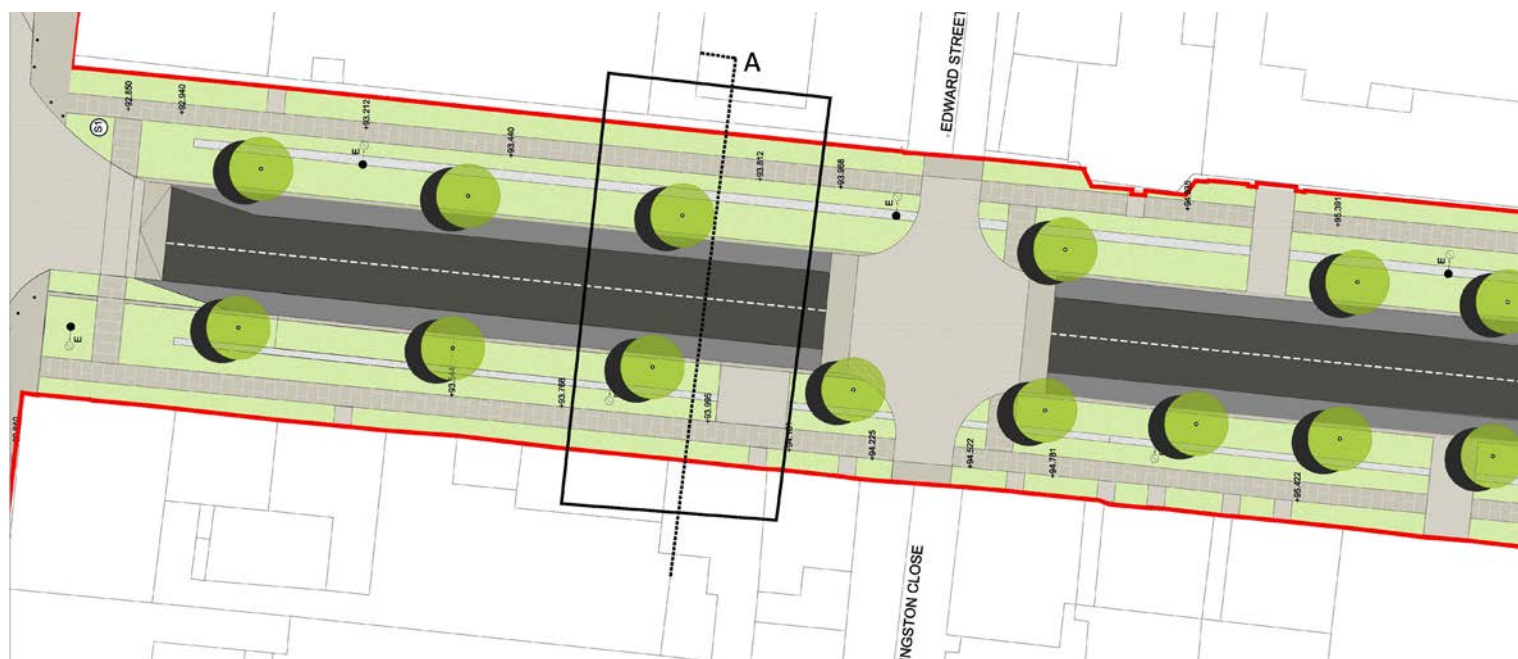 A
EDWARD STREET
+92.850
+92.940
+93.212
E
+93.440
+93.812
+93.968
E
+95.391
E
S1
E
+93.768
+93.995
+94.225
+94.522
+94.781
+95.422
NGSTON CLOSE